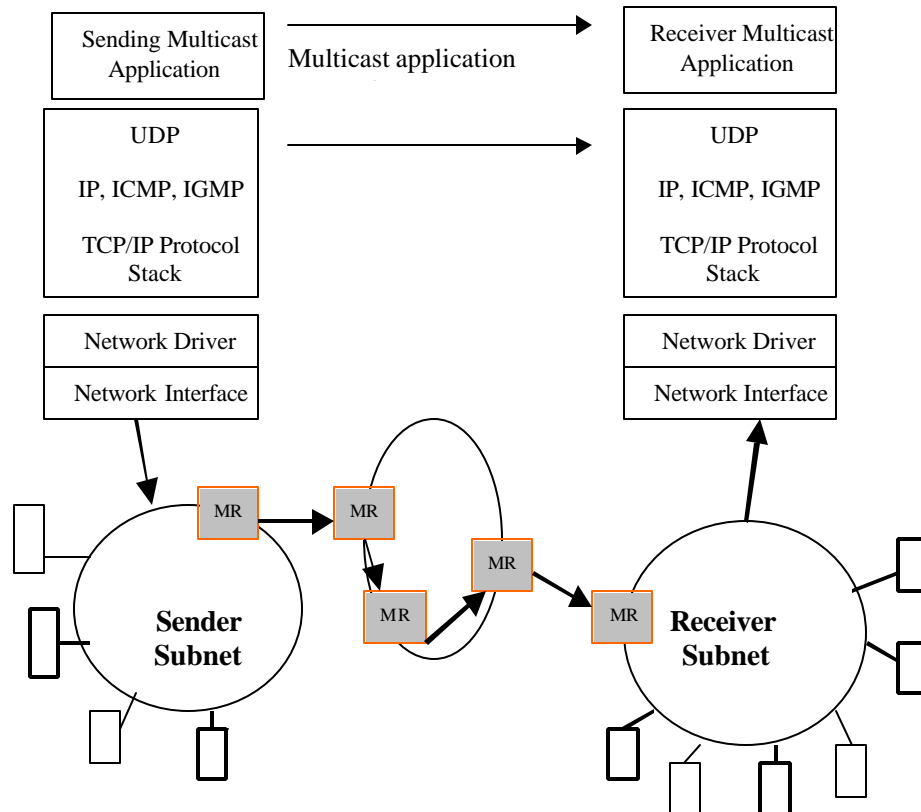 Sending Multicast
Application
Multicast application
Receiver Multicast
Application
UDP
IP, ICMP, IGMP
TCP/IP Protocol
Stack
UDP
IP, ICMP, IGMP
TCP/IP Protocol
Stack
Network Driver
Network Interface
Network Driver
Network Interface
MR
MR
MR
MR
MR
Sender
Subnet
Receiver
Subnet